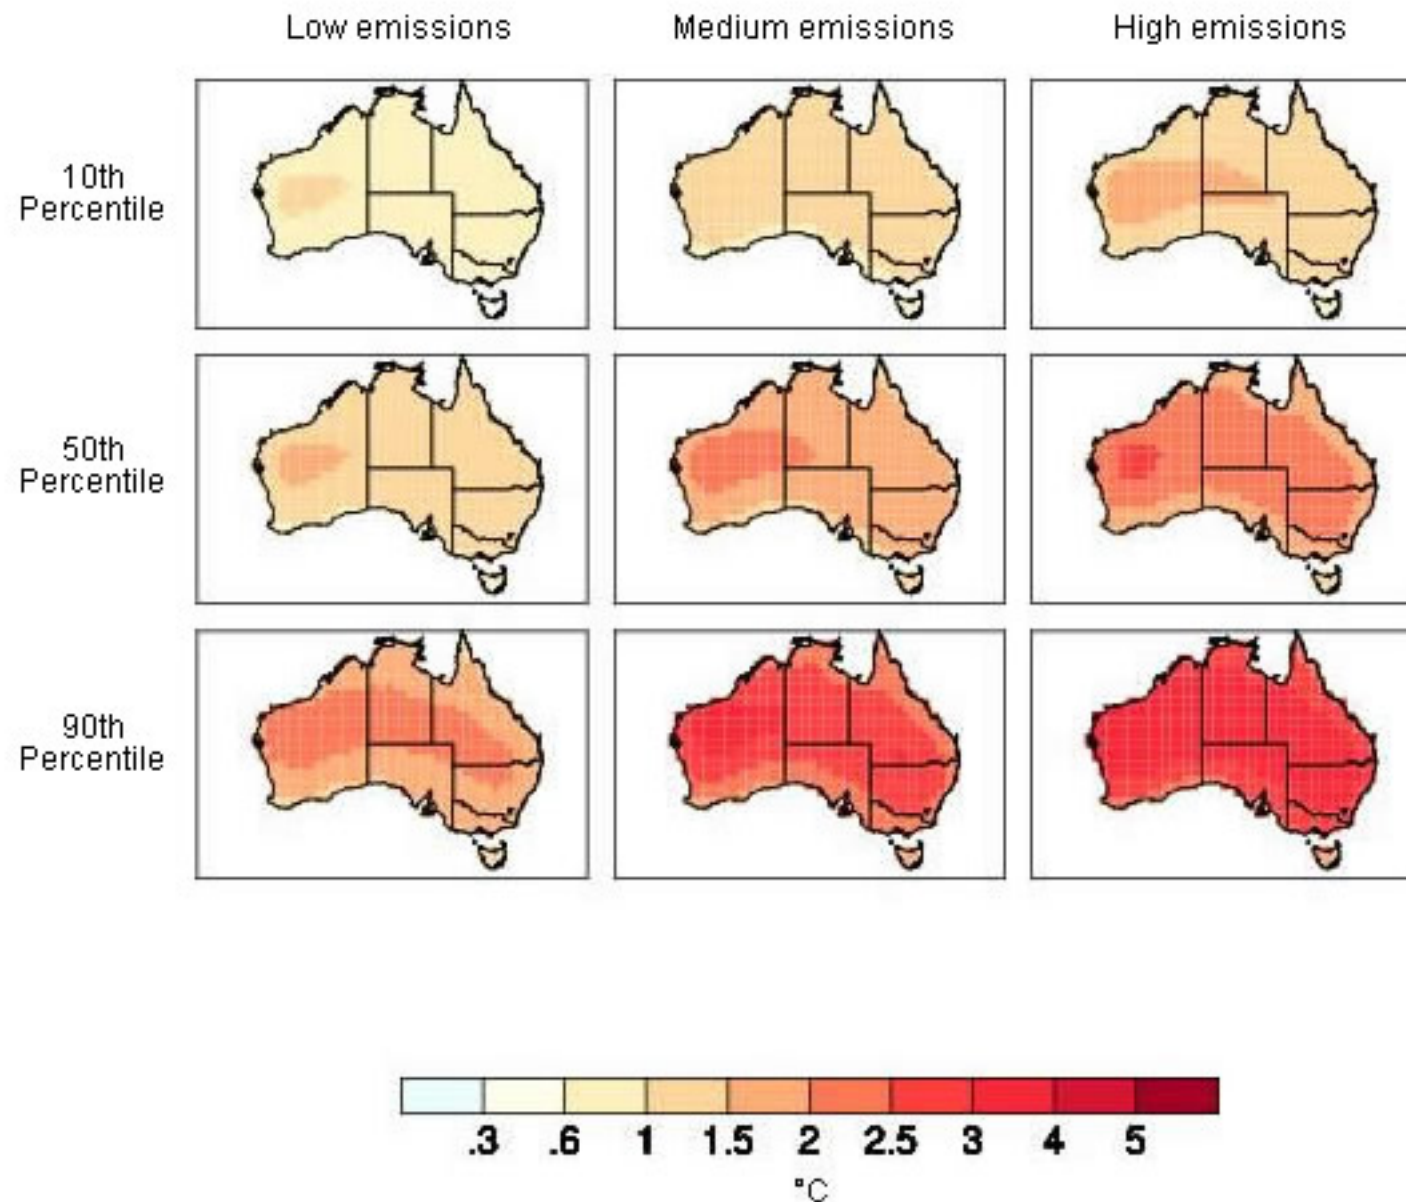 Low emissions Medium emissions High emissions
10th
Percentile
50th
Percentile
90th
Percentile
.3 .6 1 1.5 2 2.5 3 4 5
°C